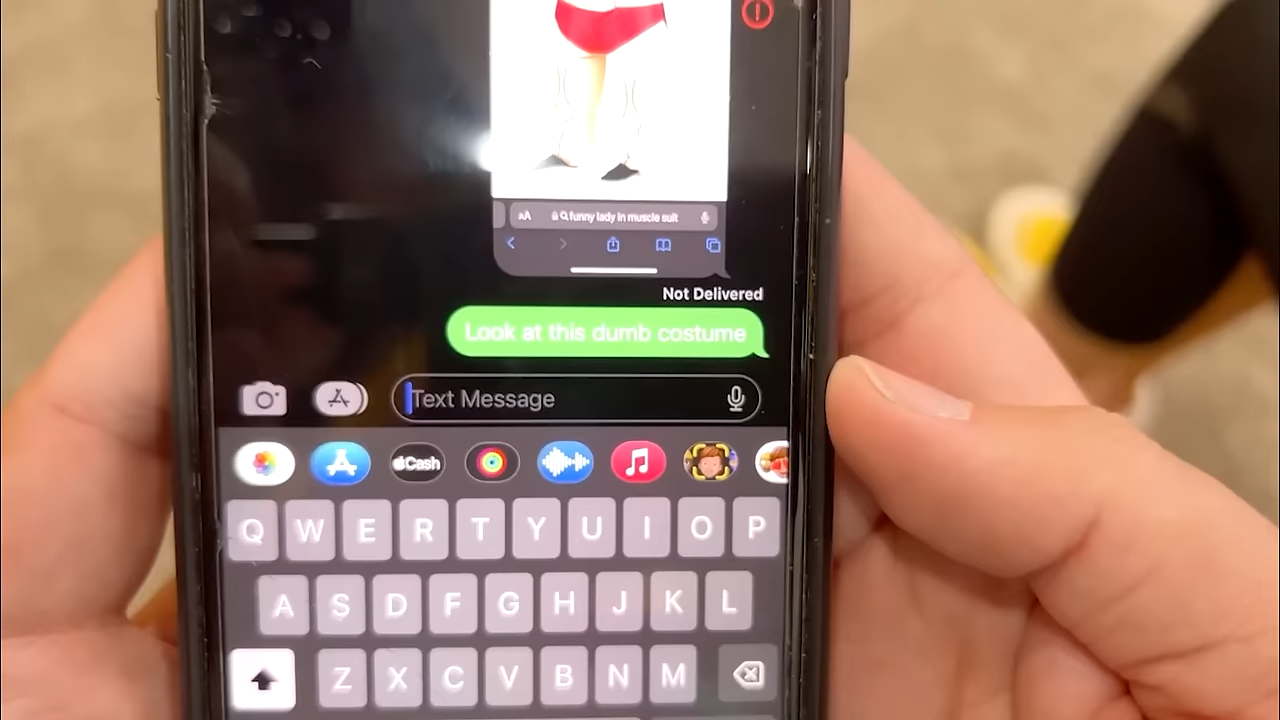 AA funny lady in muscle suit
Not Delivered
Look at this dumb costume
Text Message
Cash
Q W E R T Y U I O P
A S D F G H J K L
Z X C V B N M